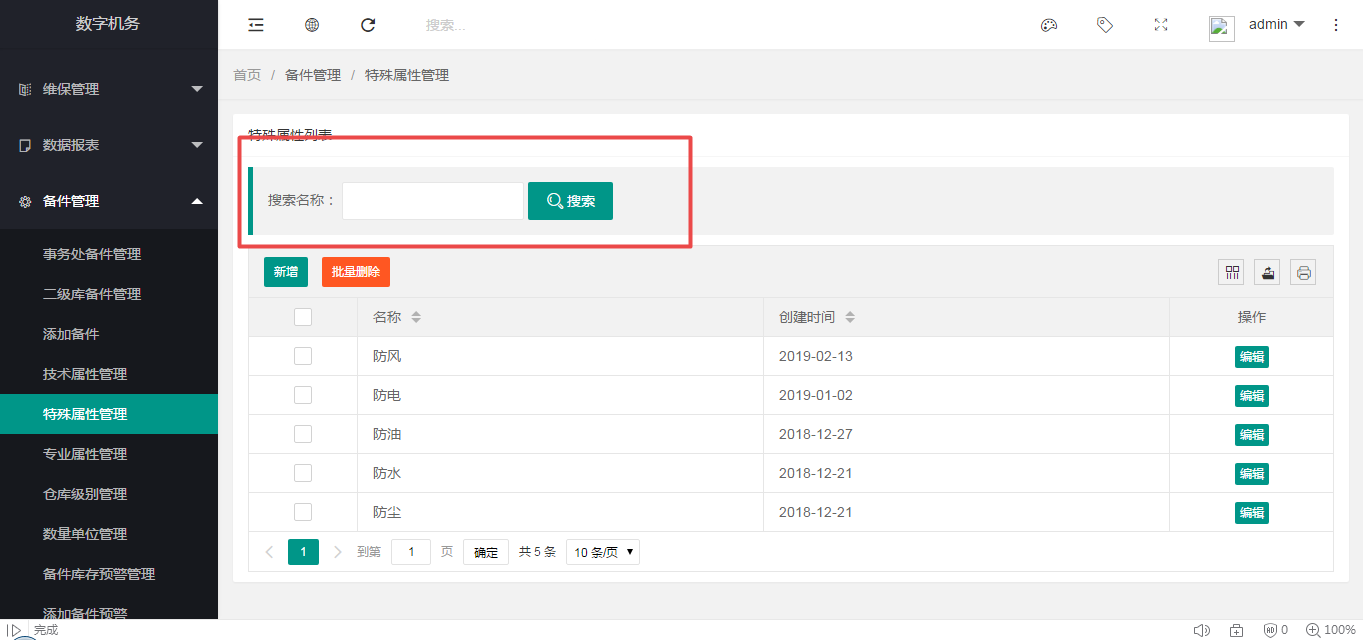 数字机务
搜索...
admin
首页 / 备件管理 / 特殊属性管理
维保管理
数据报表
备件管理
事务处备件管理
二级库备件管理
添加备件
技术属性管理
特殊属性管理
专业属性管理
仓库级别管理
数量单位管理
备件库存预警管理
添加备件预警
特殊属性列表
搜索名称： 搜索
新增 批量删除
名称 创建时间 操作
防风 2019-02-13 编辑
防电 2019-01-02 编辑
防油 2018-12-27 编辑
防水 2018-12-21 编辑
防尘 2018-12-21 编辑
1 到第 1 页 确定 共 5 条 10 条/页
完成 AD 0 100%